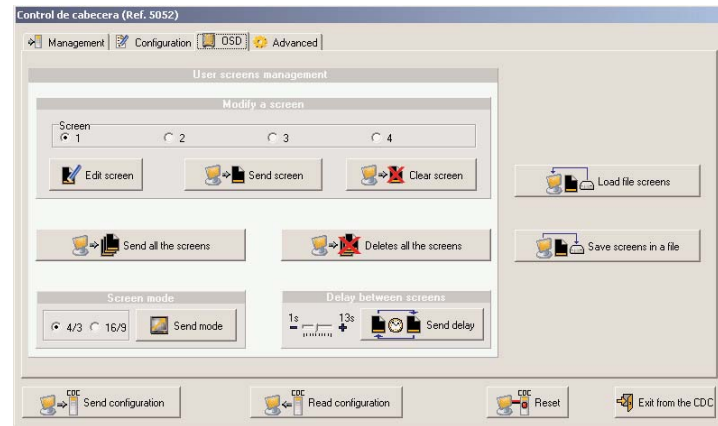 Control de cabecera (Ref. 5052)
Management Configuration OSD Advanced
User screens management
Modify a screen
Screen
1 2 3 4
Edit screen Send screen Clear screen
Load file screens
Send all the screens Deletes all the screens
Save screens in a file
Screen mode
4/3 16/9 Send mode
Delay between screens
1s 13s Send delay
CDC Send configuration CDC Read configuration CDC Reset Exit from the CDC